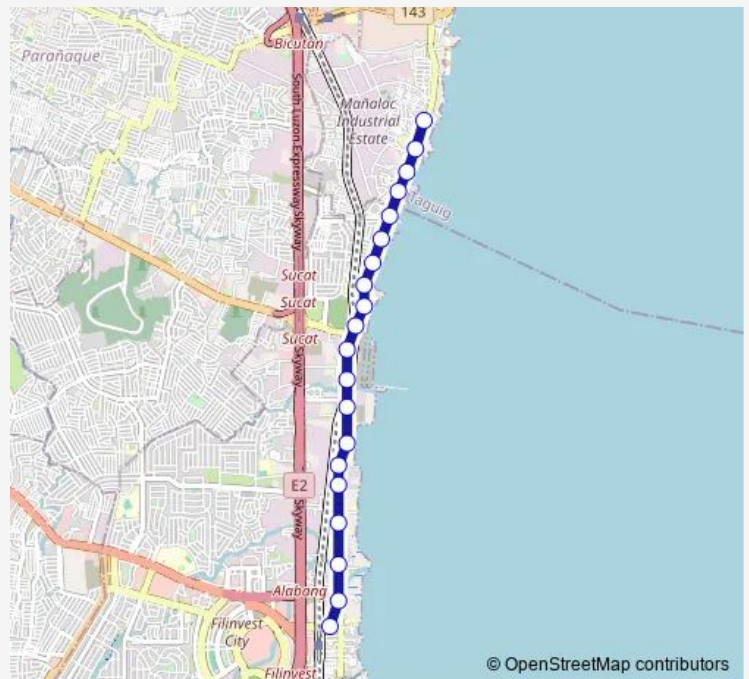 143
Bicutan
Parañaque
South Luzon Expressway Skyway
Mañalac
Industrial
Estate
Taguig
Sucat
Sucat
Sucat
Skyway
E2
Skyway
Alabang
Filinvest
City
Filinvest
© OpenStreetMap contributors